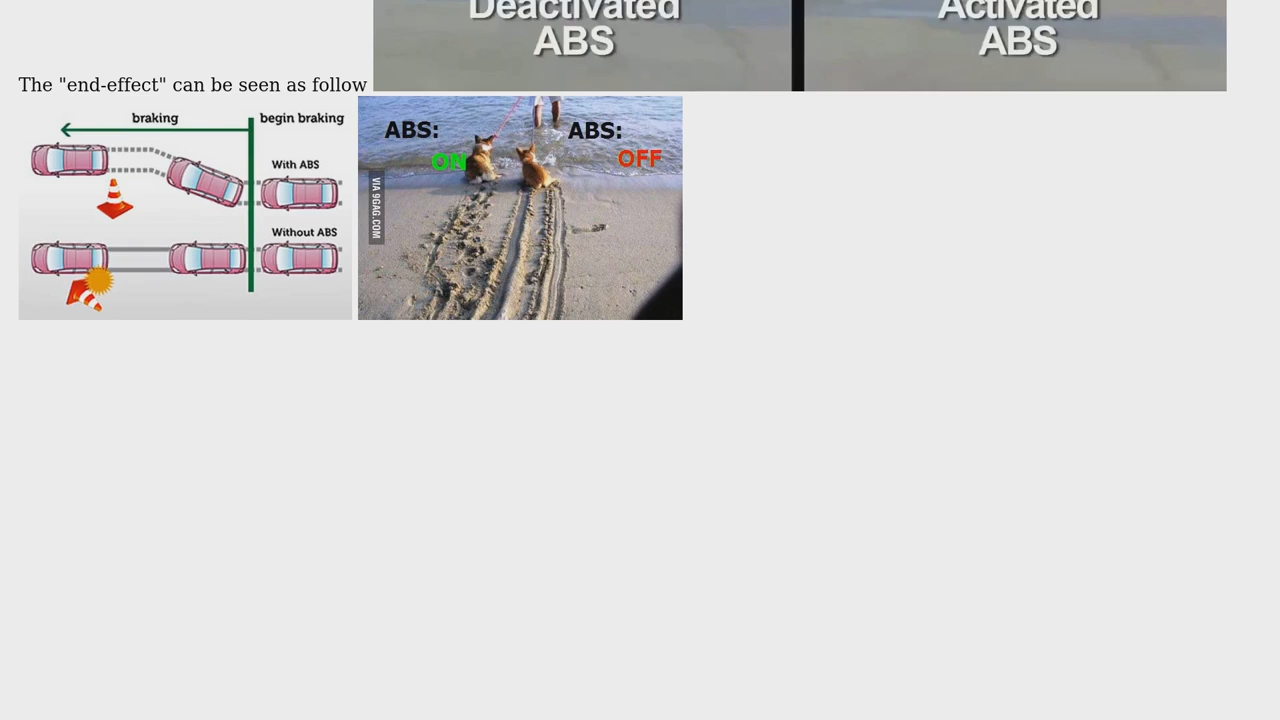 Deactivated
ABS
Activated
ABS
The "end-effect" can be seen as follow
braking
begin braking
With ABS
Without ABS
ABS:
ON
ABS:
OFF
VIA 9GAG.COM